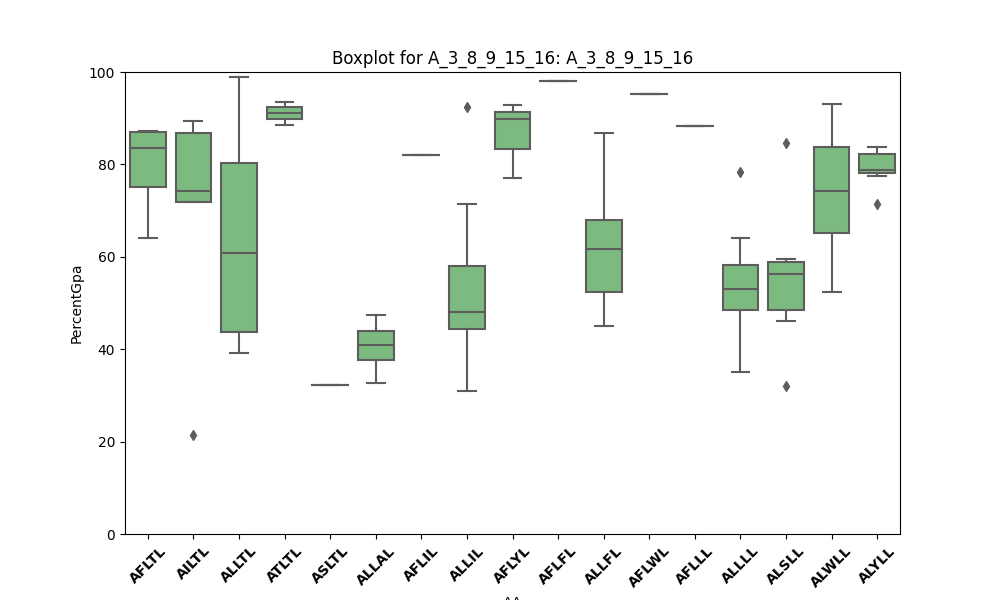 Boxplot for A_3_8_9_15_16: A_3_8_9_15_16
100
80
60
40
20
0
PercentGpa
AFLTL AILTL ALLTL ATLTL ASLTL ALLAL AFLIL ALLIL AFLYL AFLFL ALLFL AFLWL AFLLL ALLLL ALSLL ALWLL ALYLL